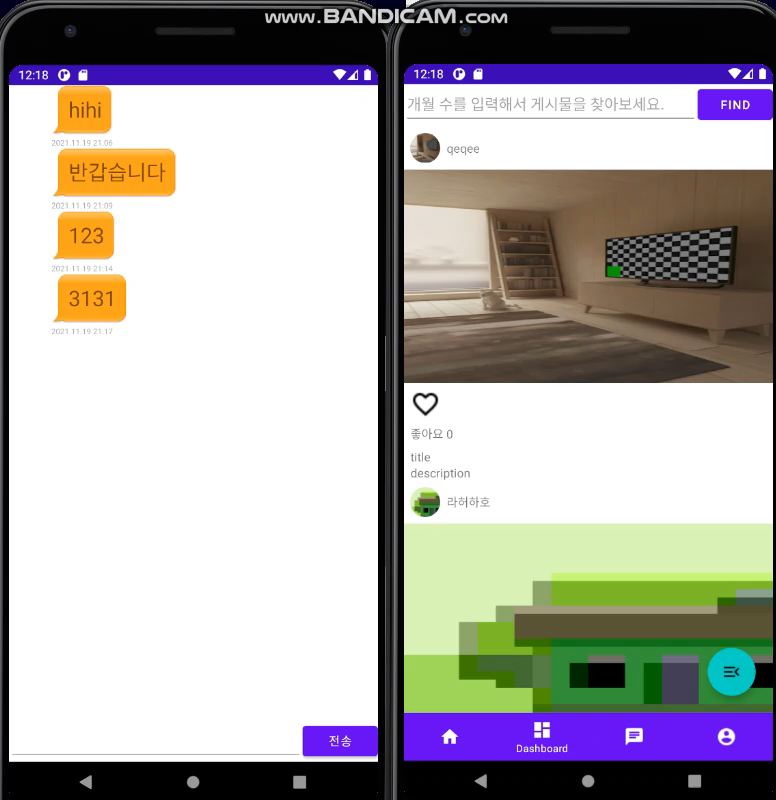 www.BANDICAM.com
12:18
hihi
2021.11.19 21:06
반갑습니다
2021.11.19 21:09
123
2021.11.19 21:14
3131
2021.11.19 21:17
전송
12:18
개월 수를 입력해서 게시물을 찾아보세요.
FIND
qeqee
좋아요 0
title
description
라허하호
Dashboard